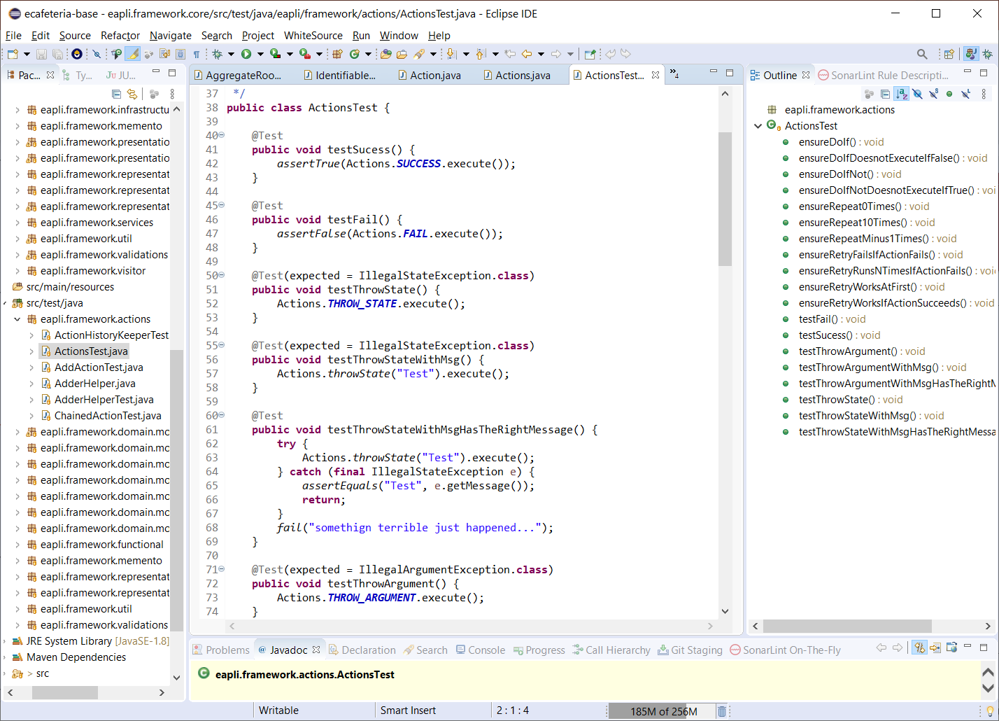 ecafeteria-base - eapli.framework.core/src/test/java/eapli/framework/actions/ActionsTest.java - Eclipse IDE
File Edit Source Refactor Navigate Search Project WhiteSource Run Window Help
Pac... Ty... JU...
eapli.framework.infrastructu
eapli.framework.memento
eapli.framework.presentatio
eapli.framework.presentatio
eapli.framework.representat
eapli.framework.representat
eapli.framework.representat
eapli.framework.services
eapli.framework.util
eapli.framework.validations
eapli.framework.visitor
src/main/resources
src/test/java
eapli.framework.actions
ActionHistoryKeeperTest
ActionsTest.java
AddActionTest.java
AdderHelper.java
AdderHelperTest.java
ChainedActionTest.java
eapli.framework.domain.mo
eapli.framework.domain.mo
eapli.framework.domain.mo
eapli.framework.domain.mo
eapli.framework.domain.mo
eapli.framework.domain.mo
eapli.framework.domain.mo
eapli.framework.functional
eapli.framework.memento
eapli.framework.representat
eapli.framework.representat
eapli.framework.util
eapli.framework.validations
JRE System Library [JavaSE-1.8]
Maven Dependencies
> src
AggregateRoo... Identifiable... Action.java Actions.java ActionsTest... »4
37 */
38 public class ActionsTest {
39
40 @Test
41 public void testSucess() {
42 assertTrue(Actions.SUCCESS.execute());
43 }
44
45 @Test
46 public void testFail() {
47 assertFalse(Actions.FAIL.execute());
48 }
49
50 @Test(expected = IllegalStateException.class)
51 public void testThrowState() {
52 Actions.THROW_STATE.execute();
53 }
54
55 @Test(expected = IllegalStateException.class)
56 public void testThrowStateWithMsg() {
57 Actions.throwState("Test").execute();
58 }
59
60 @Test
61 public void testThrowStateWithMsgHasTheRightMessage() {
62 try {
63 Actions.throwState("Test").execute();
64 } catch (final IllegalStateException e) {
65 assertEquals("Test", e.getMessage());
66 return;
67 }
68 fail("somethign terrible just happened...");
69 }
70
71 @Test(expected = IllegalArgumentException.class)
72 public void testThrowArgument() {
73 Actions.THROW_ARGUMENT.execute();
74 }
Outline SonarLint Rule Descripti...
eapli.framework.actions
ActionsTest
ensureDoIf() : void
ensureDoIfDoesnotExecuteIfFalse() : void
ensureDoIfNot() : void
ensureDoIfNotDoesnotExecuteIfTrue() : voi
ensureRepeat0Times() : void
ensureRepeat10Times() : void
ensureRepeatMinus1Times() : void
ensureRetryFailsIfActionFails() : void
ensureRetryRunsNTimesIfActionFails() : voi
ensureRetryWorksAtFirst() : void
ensureRetryWorksIfActionSucceeds() : void
testFail() : void
testSucess() : void
testThrowArgument() : void
testThrowArgumentWithMsg() : void
testThrowArgumentWithMsgHasTheRightM
testThrowState() : void
testThrowStateWithMsg() : void
testThrowStateWithMsgHasTheRightMessa
Problems @ Javadoc Declaration Search Console Progress Call Hierarchy Git Staging SonarLint On-The-Fly
eapli.framework.actions.ActionsTest
Writable Smart Insert 2 : 1 : 4 185M of 256M